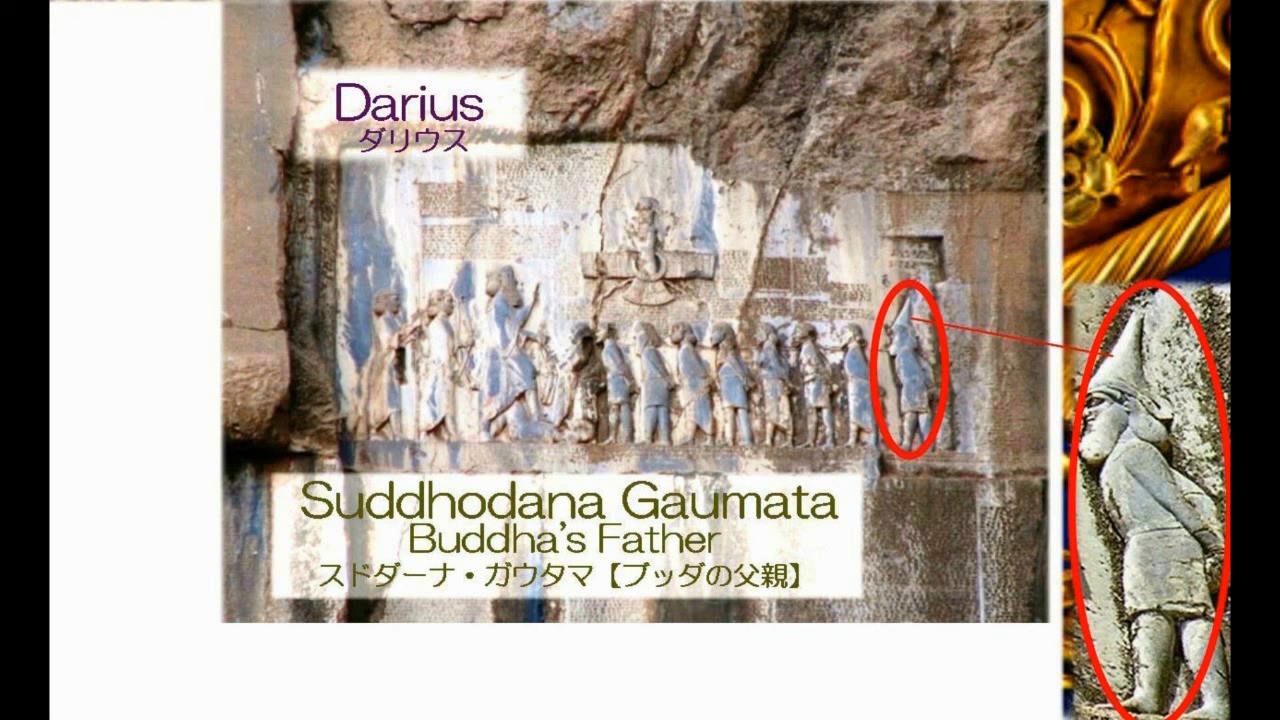 Darius
ダリウス
Suddhodana Gaumata
Buddha's Father
スドダーナ・ガウタマ【ブッダの父親】